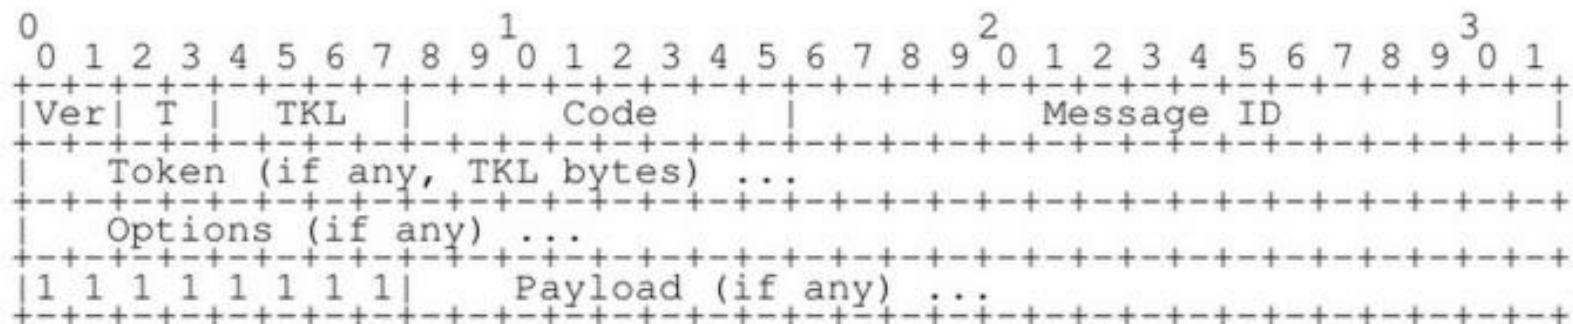 0                   1                   2                   3
 0 1 2 3 4 5 6 7 8 9 0 1 2 3 4 5 6 7 8 9 0 1 2 3 4 5 6 7 8 9 0 1
+-+-+-+-+-+-+-+-+-+-+-+-+-+-+-+-+-+-+-+-+-+-+-+-+-+-+-+-+-+-+-+-+
|Ver| T |  TKL  |      Code     |          Message ID           |
+-+-+-+-+-+-+-+-+-+-+-+-+-+-+-+-+-+-+-+-+-+-+-+-+-+-+-+-+-+-+-+-+
|   Token (if any, TKL bytes) ...
+-+-+-+-+-+-+-+-+-+-+-+-+-+-+-+-+-+-+-+-+-+-+-+-+-+-+-+-+-+-+-+-+
|   Options (if any) ...
+-+-+-+-+-+-+-+-+-+-+-+-+-+-+-+-+-+-+-+-+-+-+-+-+-+-+-+-+-+-+-+-+
|1 1 1 1 1 1 1 1|    Payload (if any) ...
+-+-+-+-+-+-+-+-+-+-+-+-+-+-+-+-+-+-+-+-+-+-+-+-+-+-+-+-+-+-+-+-+